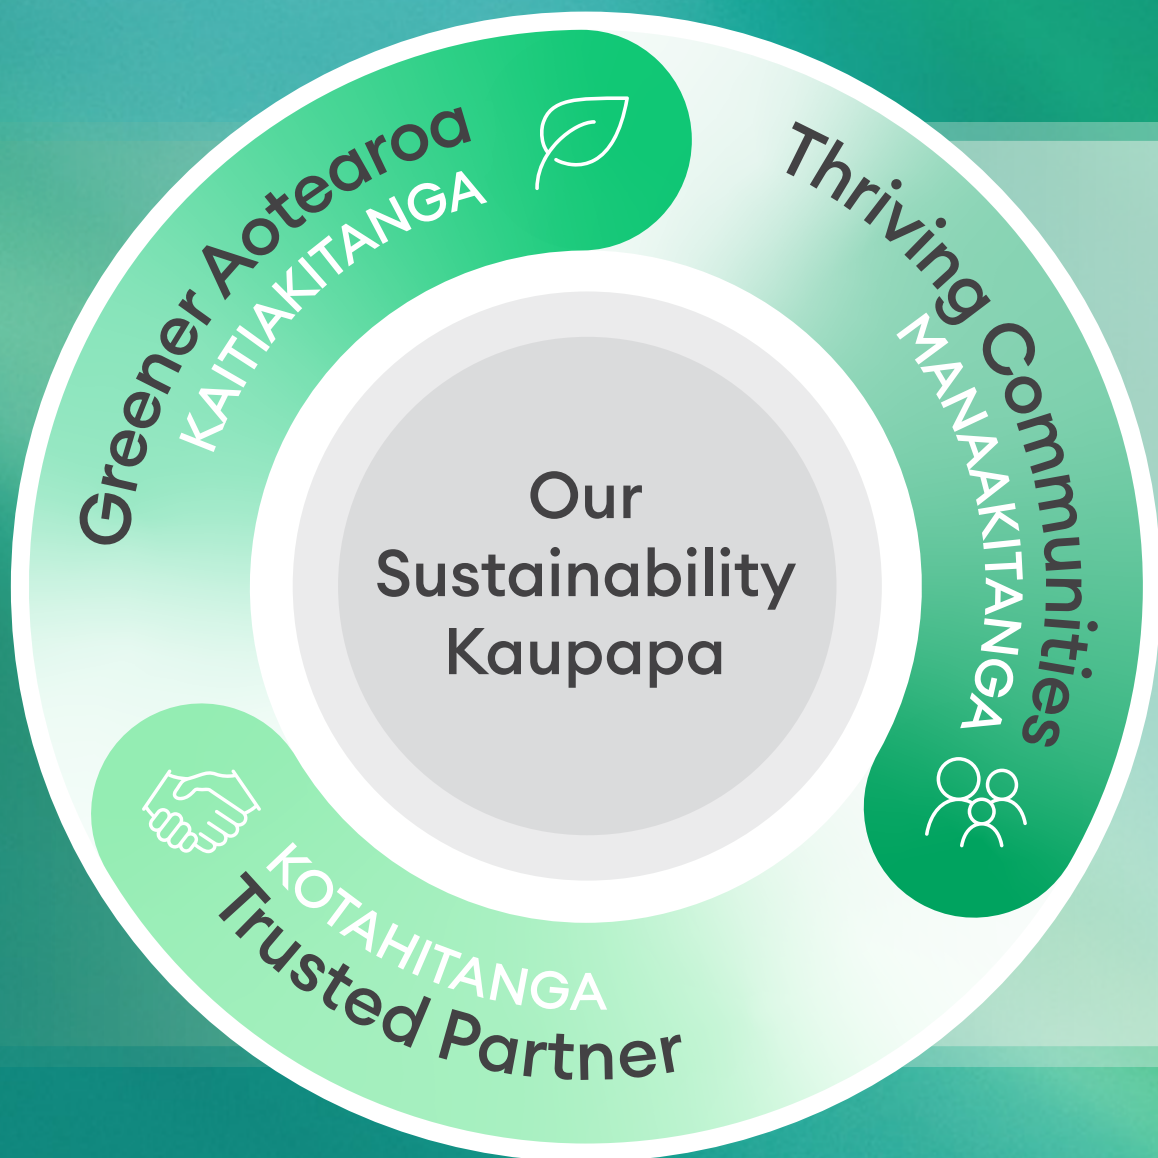 Greener Aotearoa
KAITIAKITANGA
Thriving Communities
MANAAKITANGA
Our
Sustainability
Kaupapa
KOTAHITANGA
Trusted Partner